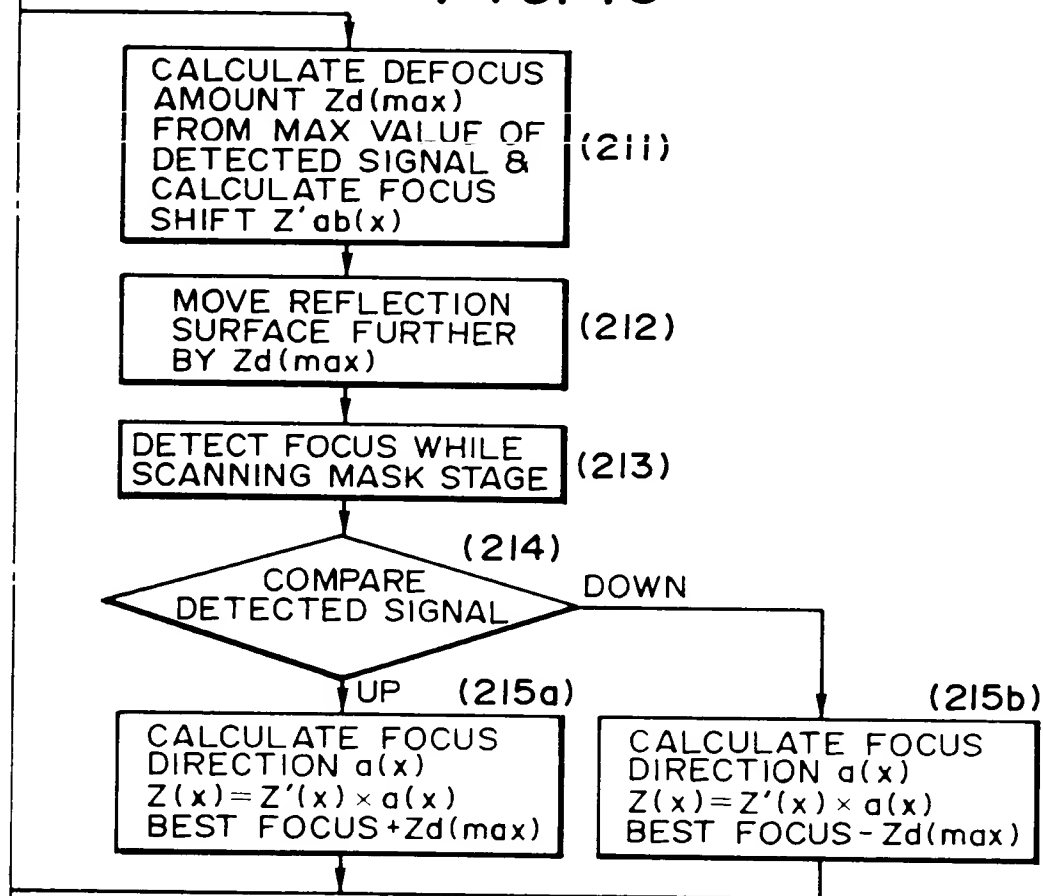 CALCULATE DEFOCUS
AMOUNT Zd(max)
FROM MAX VALUE OF
DETECTED SIGNAL &
CALCULATE FOCUS
SHIFT Z'ab(x)
(211)
MOVE REFLECTION
SURFACE FURTHER
BY Zd(max)
(212)
DETECT FOCUS WHILE
SCANNING MASK STAGE
(213)
(214)
COMPARE
DETECTED SIGNAL
DOWN
UP
(215a)
CALCULATE FOCUS
DIRECTION a(x)
Z(x)=Z'(x)×a(x)
BEST FOCUS+Zd(max)
(215b)
CALCULATE FOCUS
DIRECTION a(x)
Z(x)=Z'(x)×a(x)
BEST FOCUS-Zd(max)